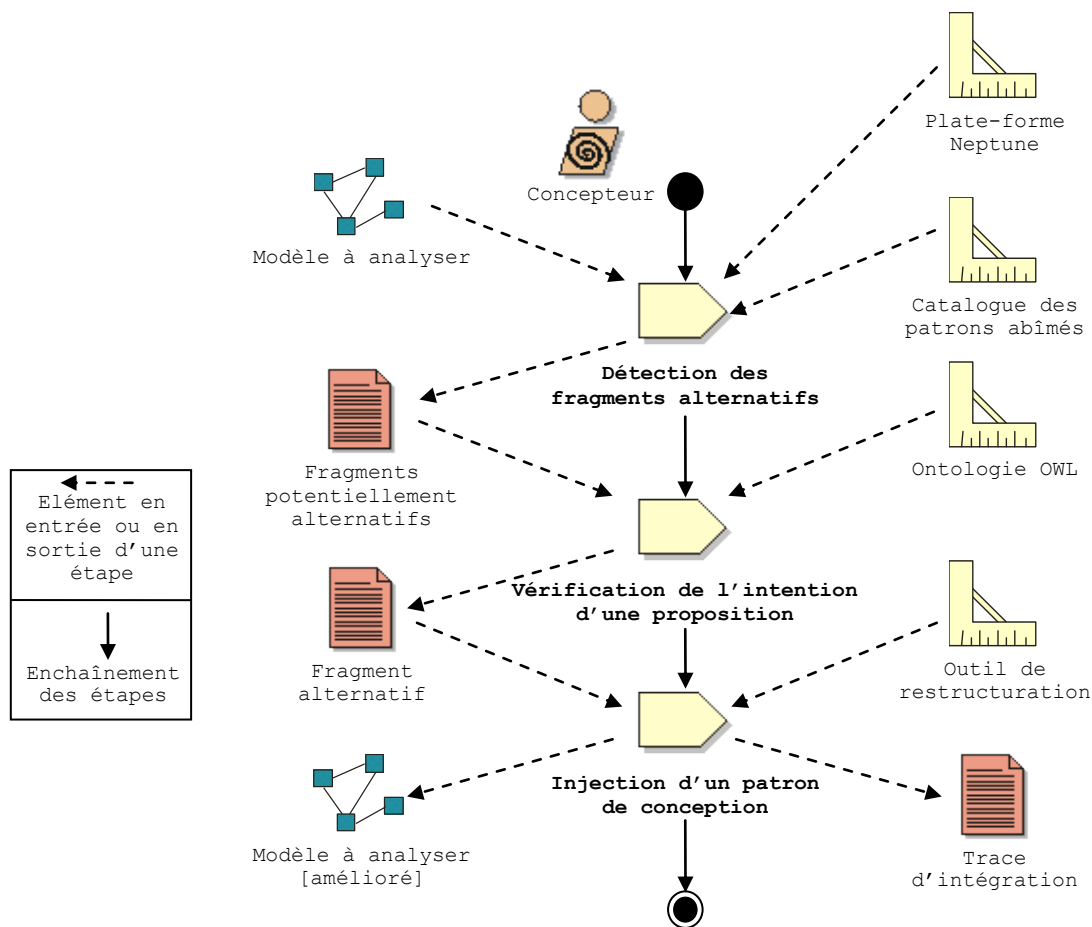 Plate-forme
Neptune
Concepteur
Modèle à analyser
Catalogue des
patrons abîmés
Détection des
fragments alternatifs
Fragments
potentiellement
alternatifs
Ontologie OWL
Elément en
entrée ou en
sortie d’une
étape
Enchaînement
des étapes
Vérification de l’intention
d’une proposition
Fragment
alternatif
Outil de
restructuration
Injection d’un patron
de conception
Modèle à analyser
[amélioré]
Trace
d’intégration